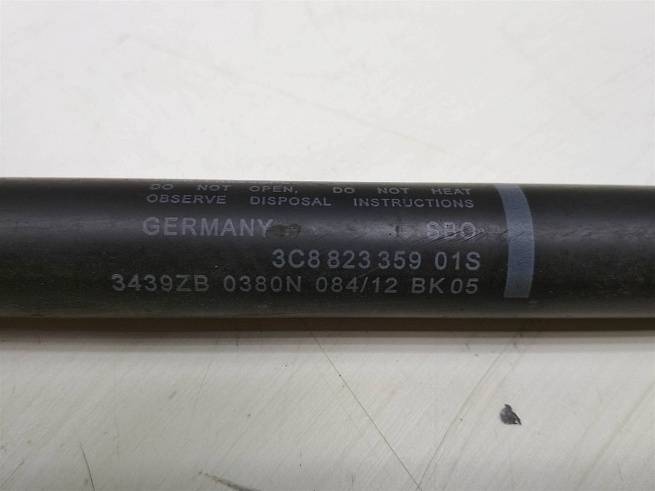 DO NOT OPEN, DO NOT HEAT
OBSERVE DISPOSAL INSTRUCTIONS
GERMANY SBO
3C8 823 359 01S
3439ZB 0380N 084/12 BK05